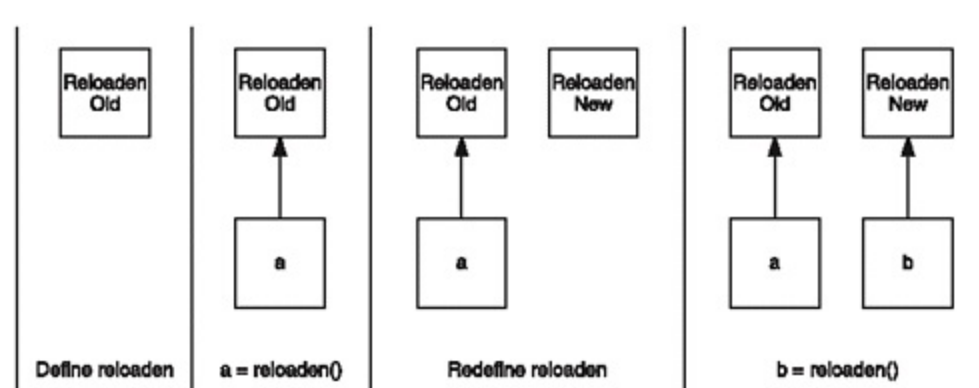 Reloaden
Old
Reloaden
Old
Reloaden
Old
Reloaden
New
Reloaden
Old
Reloaden
New
a
a
a
b
Define reloaden
a = reloaden()
Redefine reloaden
b = reloaden()